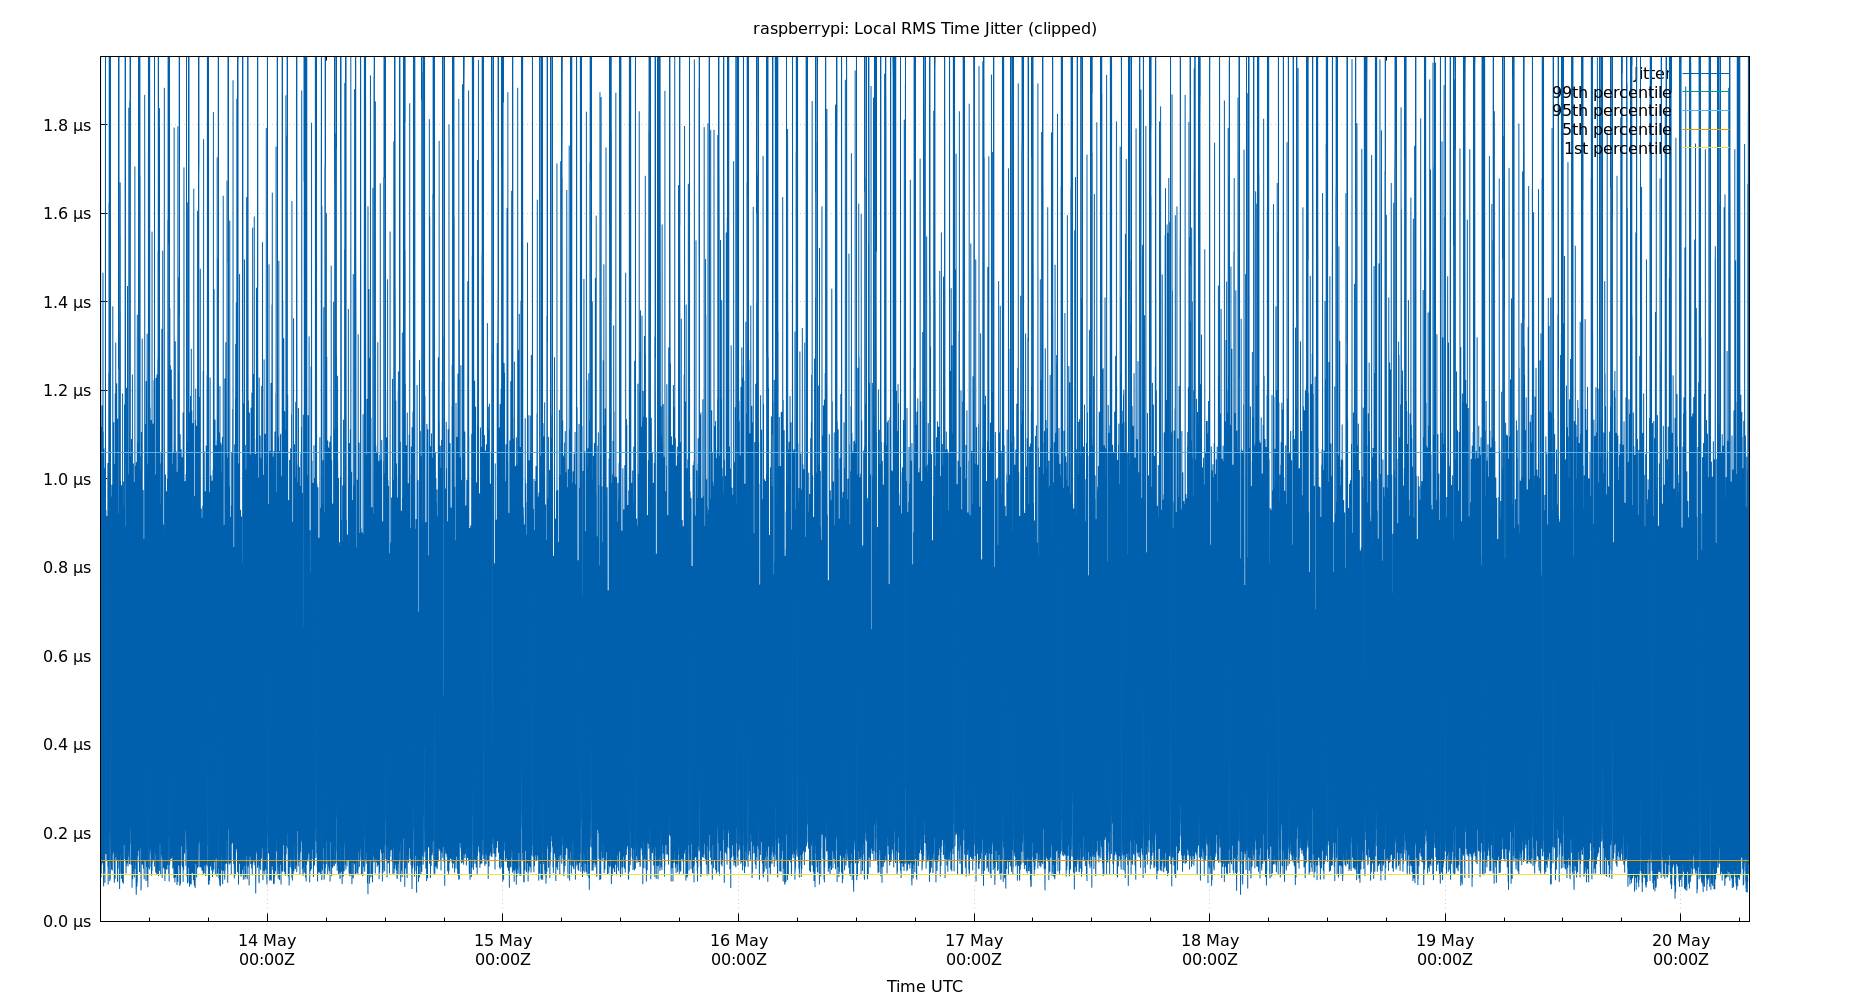 raspberrypi: Local RMS Time Jitter (clipped)
jitter
99th percentile
95th percentile
5th percentile
1st percentile
1.8 µs
1.6 µs
1.4 µs
1.2 µs
1.0 µs
0.8 µs
0.6 µs
0.4 µs
0.2 µs
0.0 µs
14 May 15 May 16 May 17 May 18 May 19 May 20 May
00:00Z 00:00Z 00:00Z 00:00Z 00:00Z 00:00Z 00:00Z
Time UTC